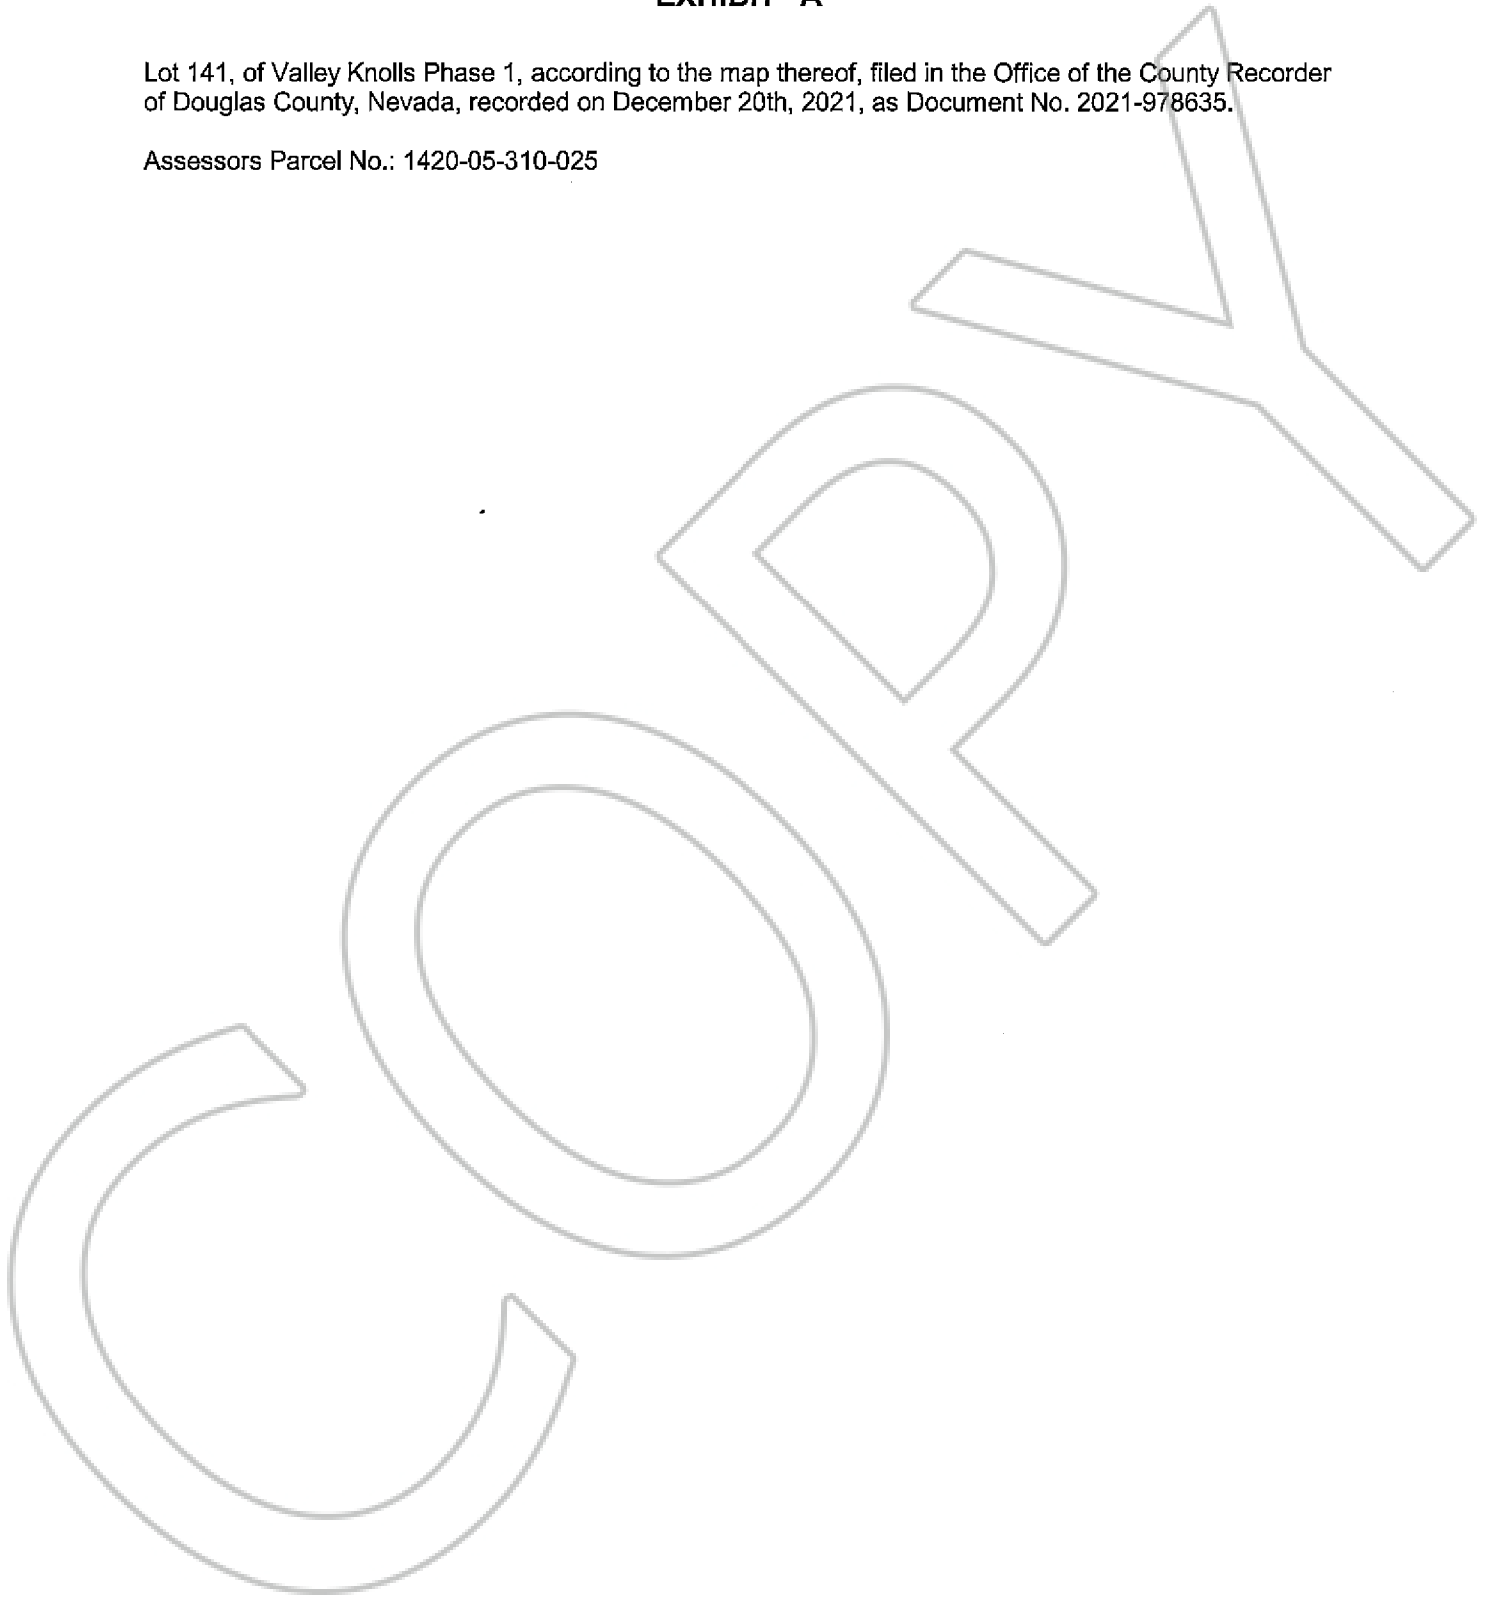 EXHIBIT "A"
Lot 141, of Valley Knolls Phase 1, according to the map thereof, filed in the Office of the County Recorder
of Douglas County, Nevada, recorded on December 20th, 2021, as Document No. 2021-978635.
Assessors Parcel No.: 1420-05-310-025
COPY